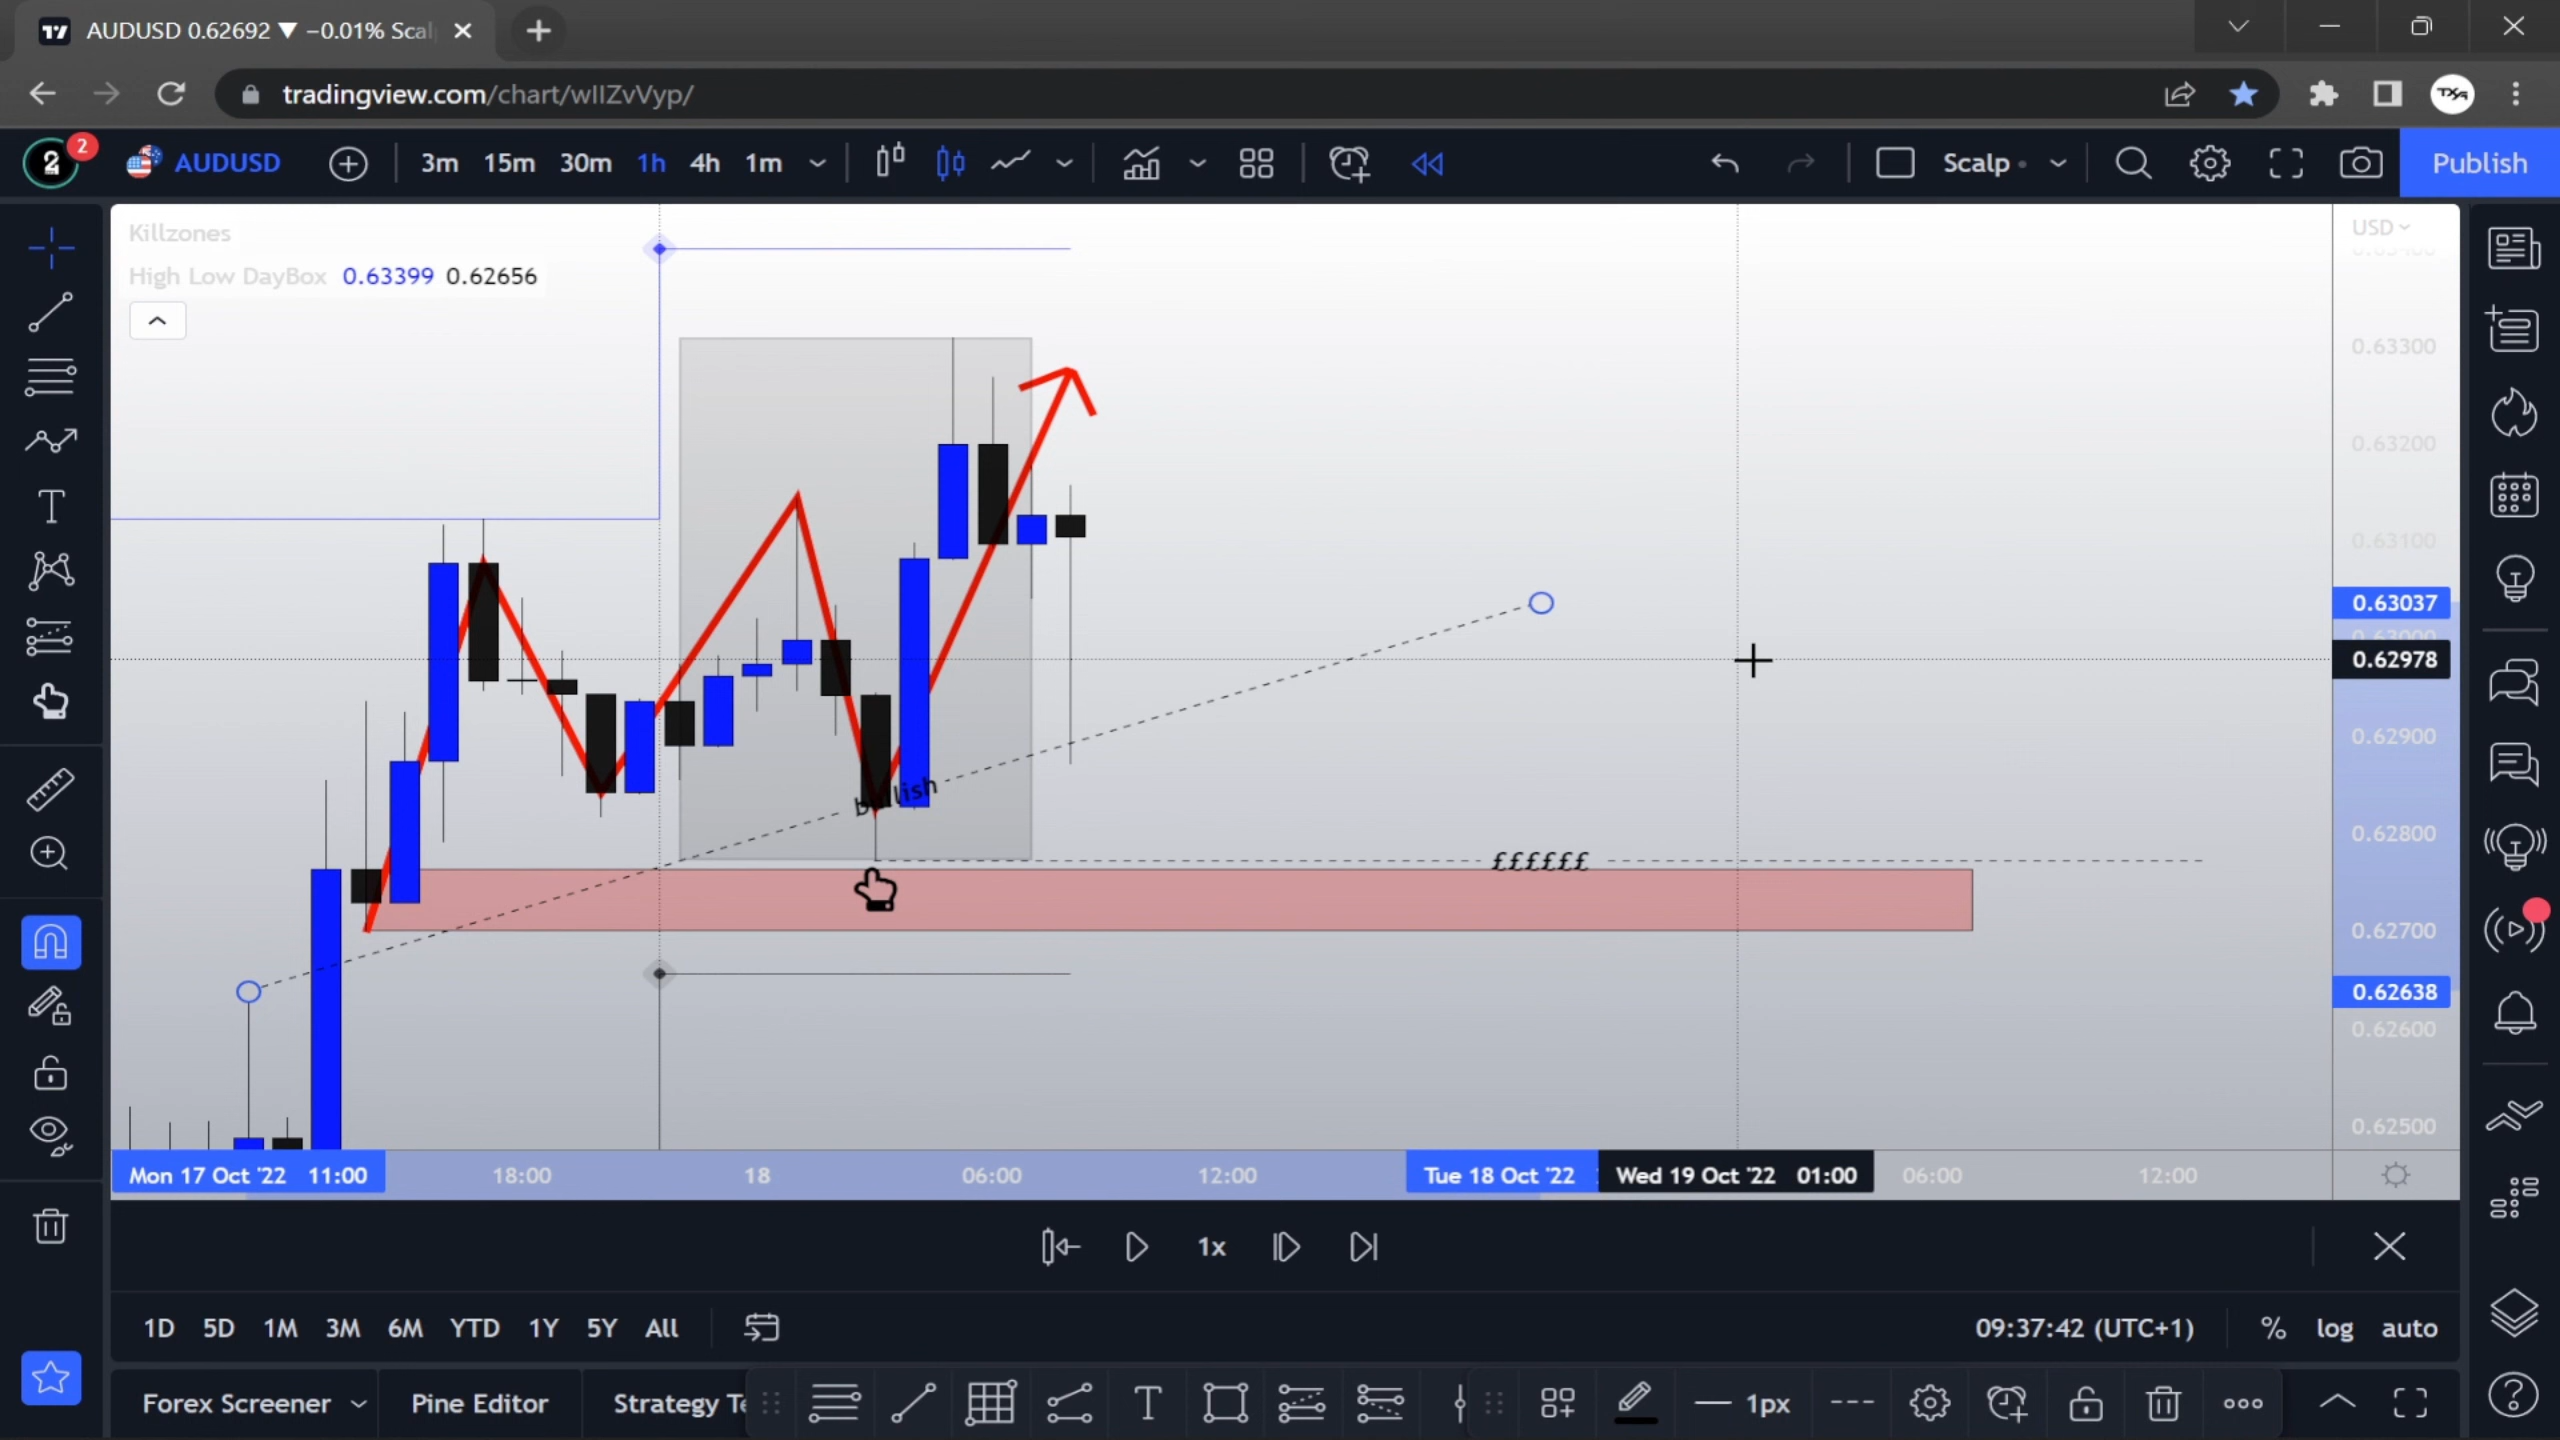 AUDUSD 0.62692 ▼ −0.01% Scal
tradingview.com/chart/wIIZvVyp/
2
2
AUDUSD
3m 15m 30m 1h 4h 1m
Scalp
Publish
Killzones
High Low DayBox 0.63399 0.62656
USD
0.63300
0.63200
0.63100
0.63037
0.62978
0.62900
bullish
0.62800
££££££
0.62700
0.62638
0.62600
0.62500
Mon 17 Oct '22 11:00
18:00
18
06:00
12:00
Tue 18 Oct '22
Wed 19 Oct '22 01:00
06:00
12:00
1x
1D 5D 1M 3M 6M YTD 1Y 5Y All
09:37:42 (UTC+1)
% log auto
Forex Screener
Pine Editor
Strategy Te
T
1px